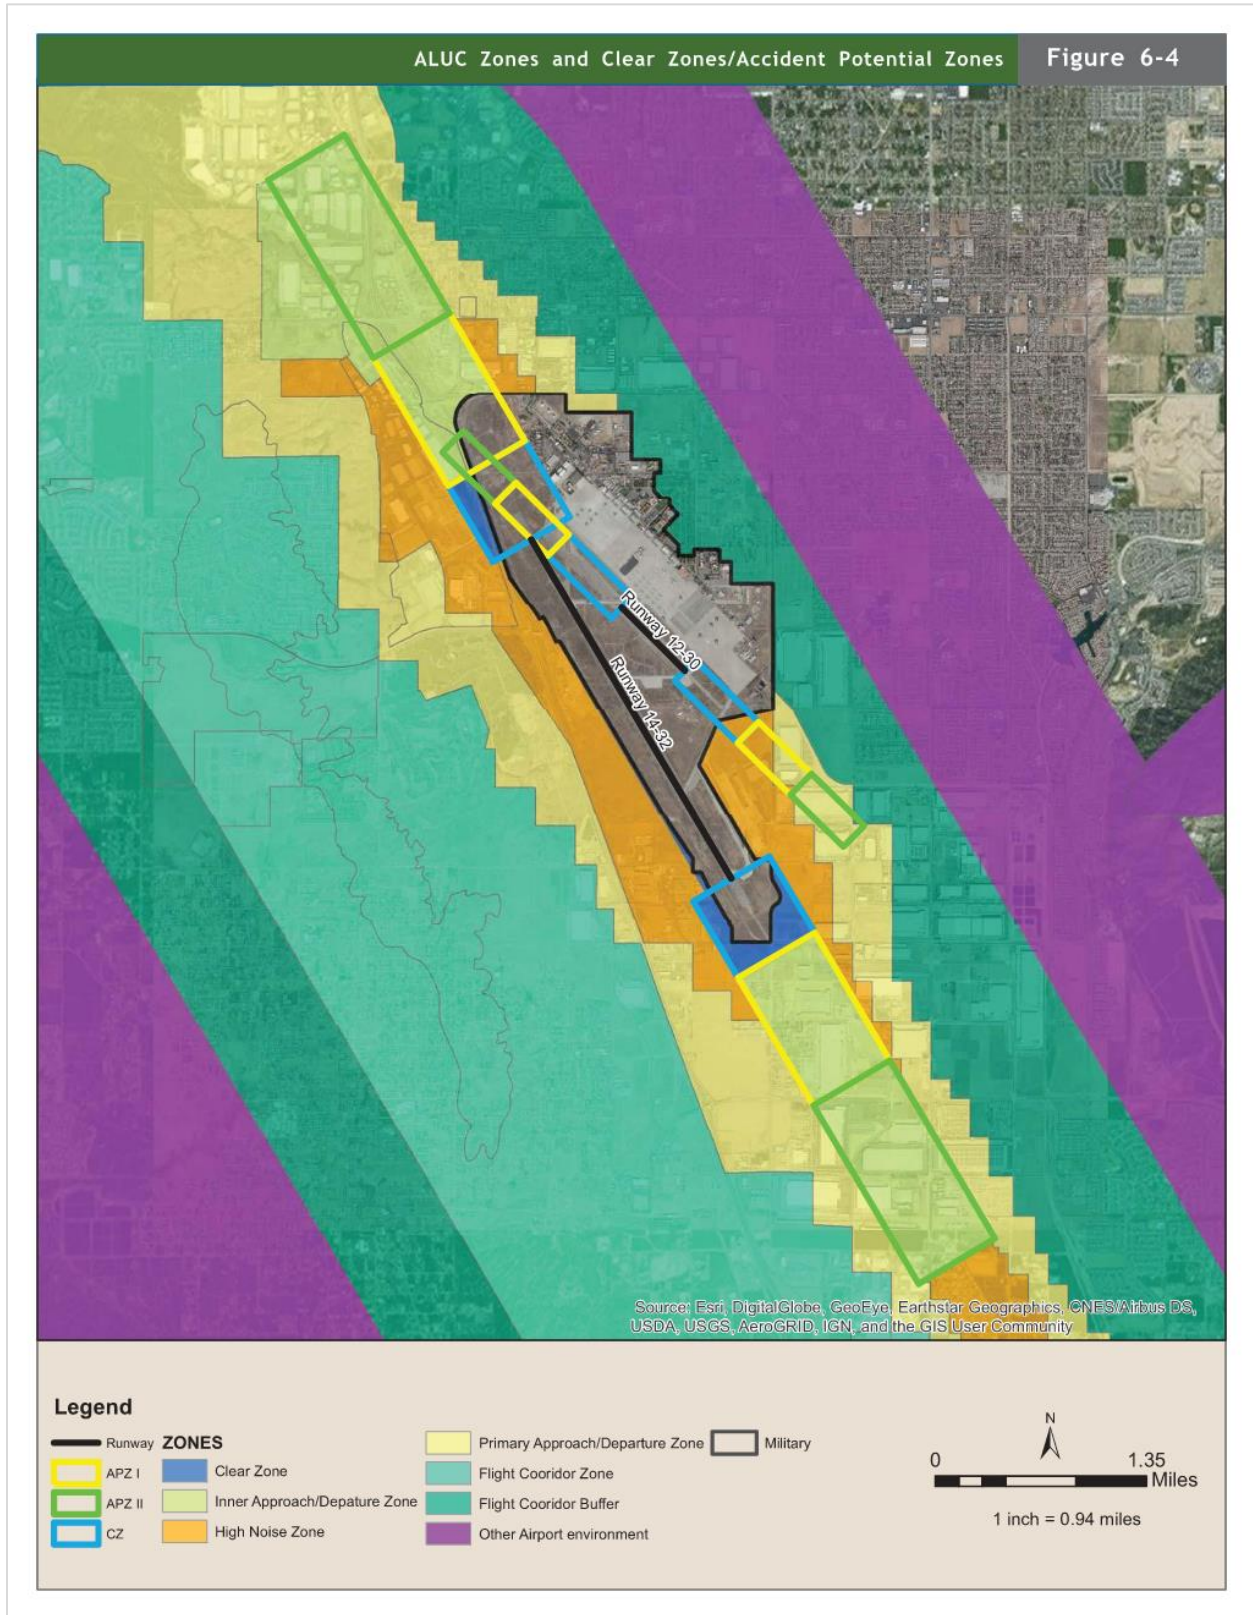 ALUC Zones and Clear Zones/Accident Potential Zones
Figure 6-4
Runway 12-30
Runway 14-32
Source: Esri, DigitalGlobe, GeoEye, Earthstar Geographics, CNES/Airbus DS,
USDA, USGS, AeroGRID, IGN, and the GIS User Community
Legend
Runway
APZ I
APZ II
CZ
ZONES
Clear Zone
Inner Approach/Depature Zone
High Noise Zone
Primary Approach/Departure Zone
Flight Cooridor Zone
Flight Cooridor Buffer
Other Airport environment
Military
N
0 1.35
Miles
1 inch = 0.94 miles